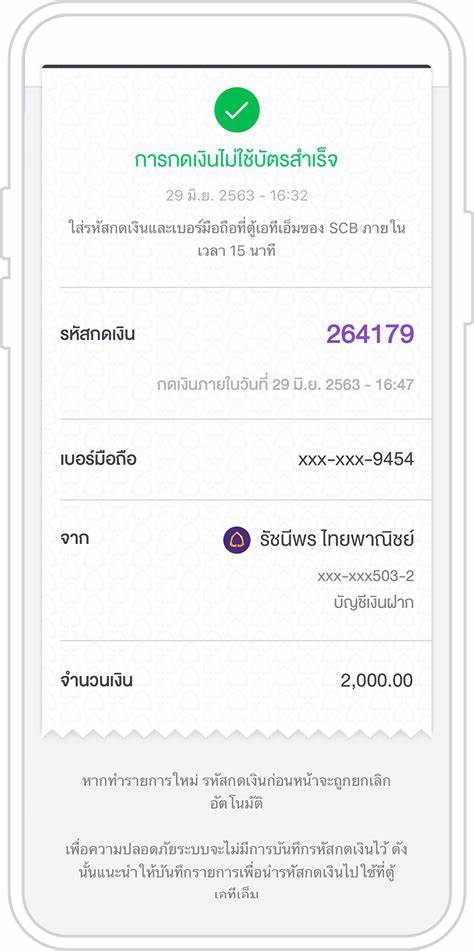 การกดเงินไม่ใช้บัตรสำเร็จ
29 มิ.ย. 2563 - 16:32
ใส่รหัสกดเงินและเบอร์มือถือที่ตู้เอทีเอ็มของ SCB ภายใน
เวลา 15 นาที
รหัสกดเงิน 264179
กดเงินภายในวันที่ 29 มิ.ย. 2563 - 16:47
เบอร์มือถือ xxx-xxx-9454
จาก รัชนีพร ไทยพาณิชย์
xxx-xxx503-2
บัญชีเงินฝาก
จำนวนเงิน 2,000.00
หากทำรายการใหม่ รหัสกดเงินก่อนหน้าจะถูกยกเลิก
อัตโนมัติ
เพื่อความปลอดภัยระบบจะไม่มีการบันทึกรหัสกดเงินไว้ ดัง
นั้นแนะนำให้บันทึกรายการเพื่อนำรหัสกดเงินไปใช้ที่ตู้
เอทีเอ็ม